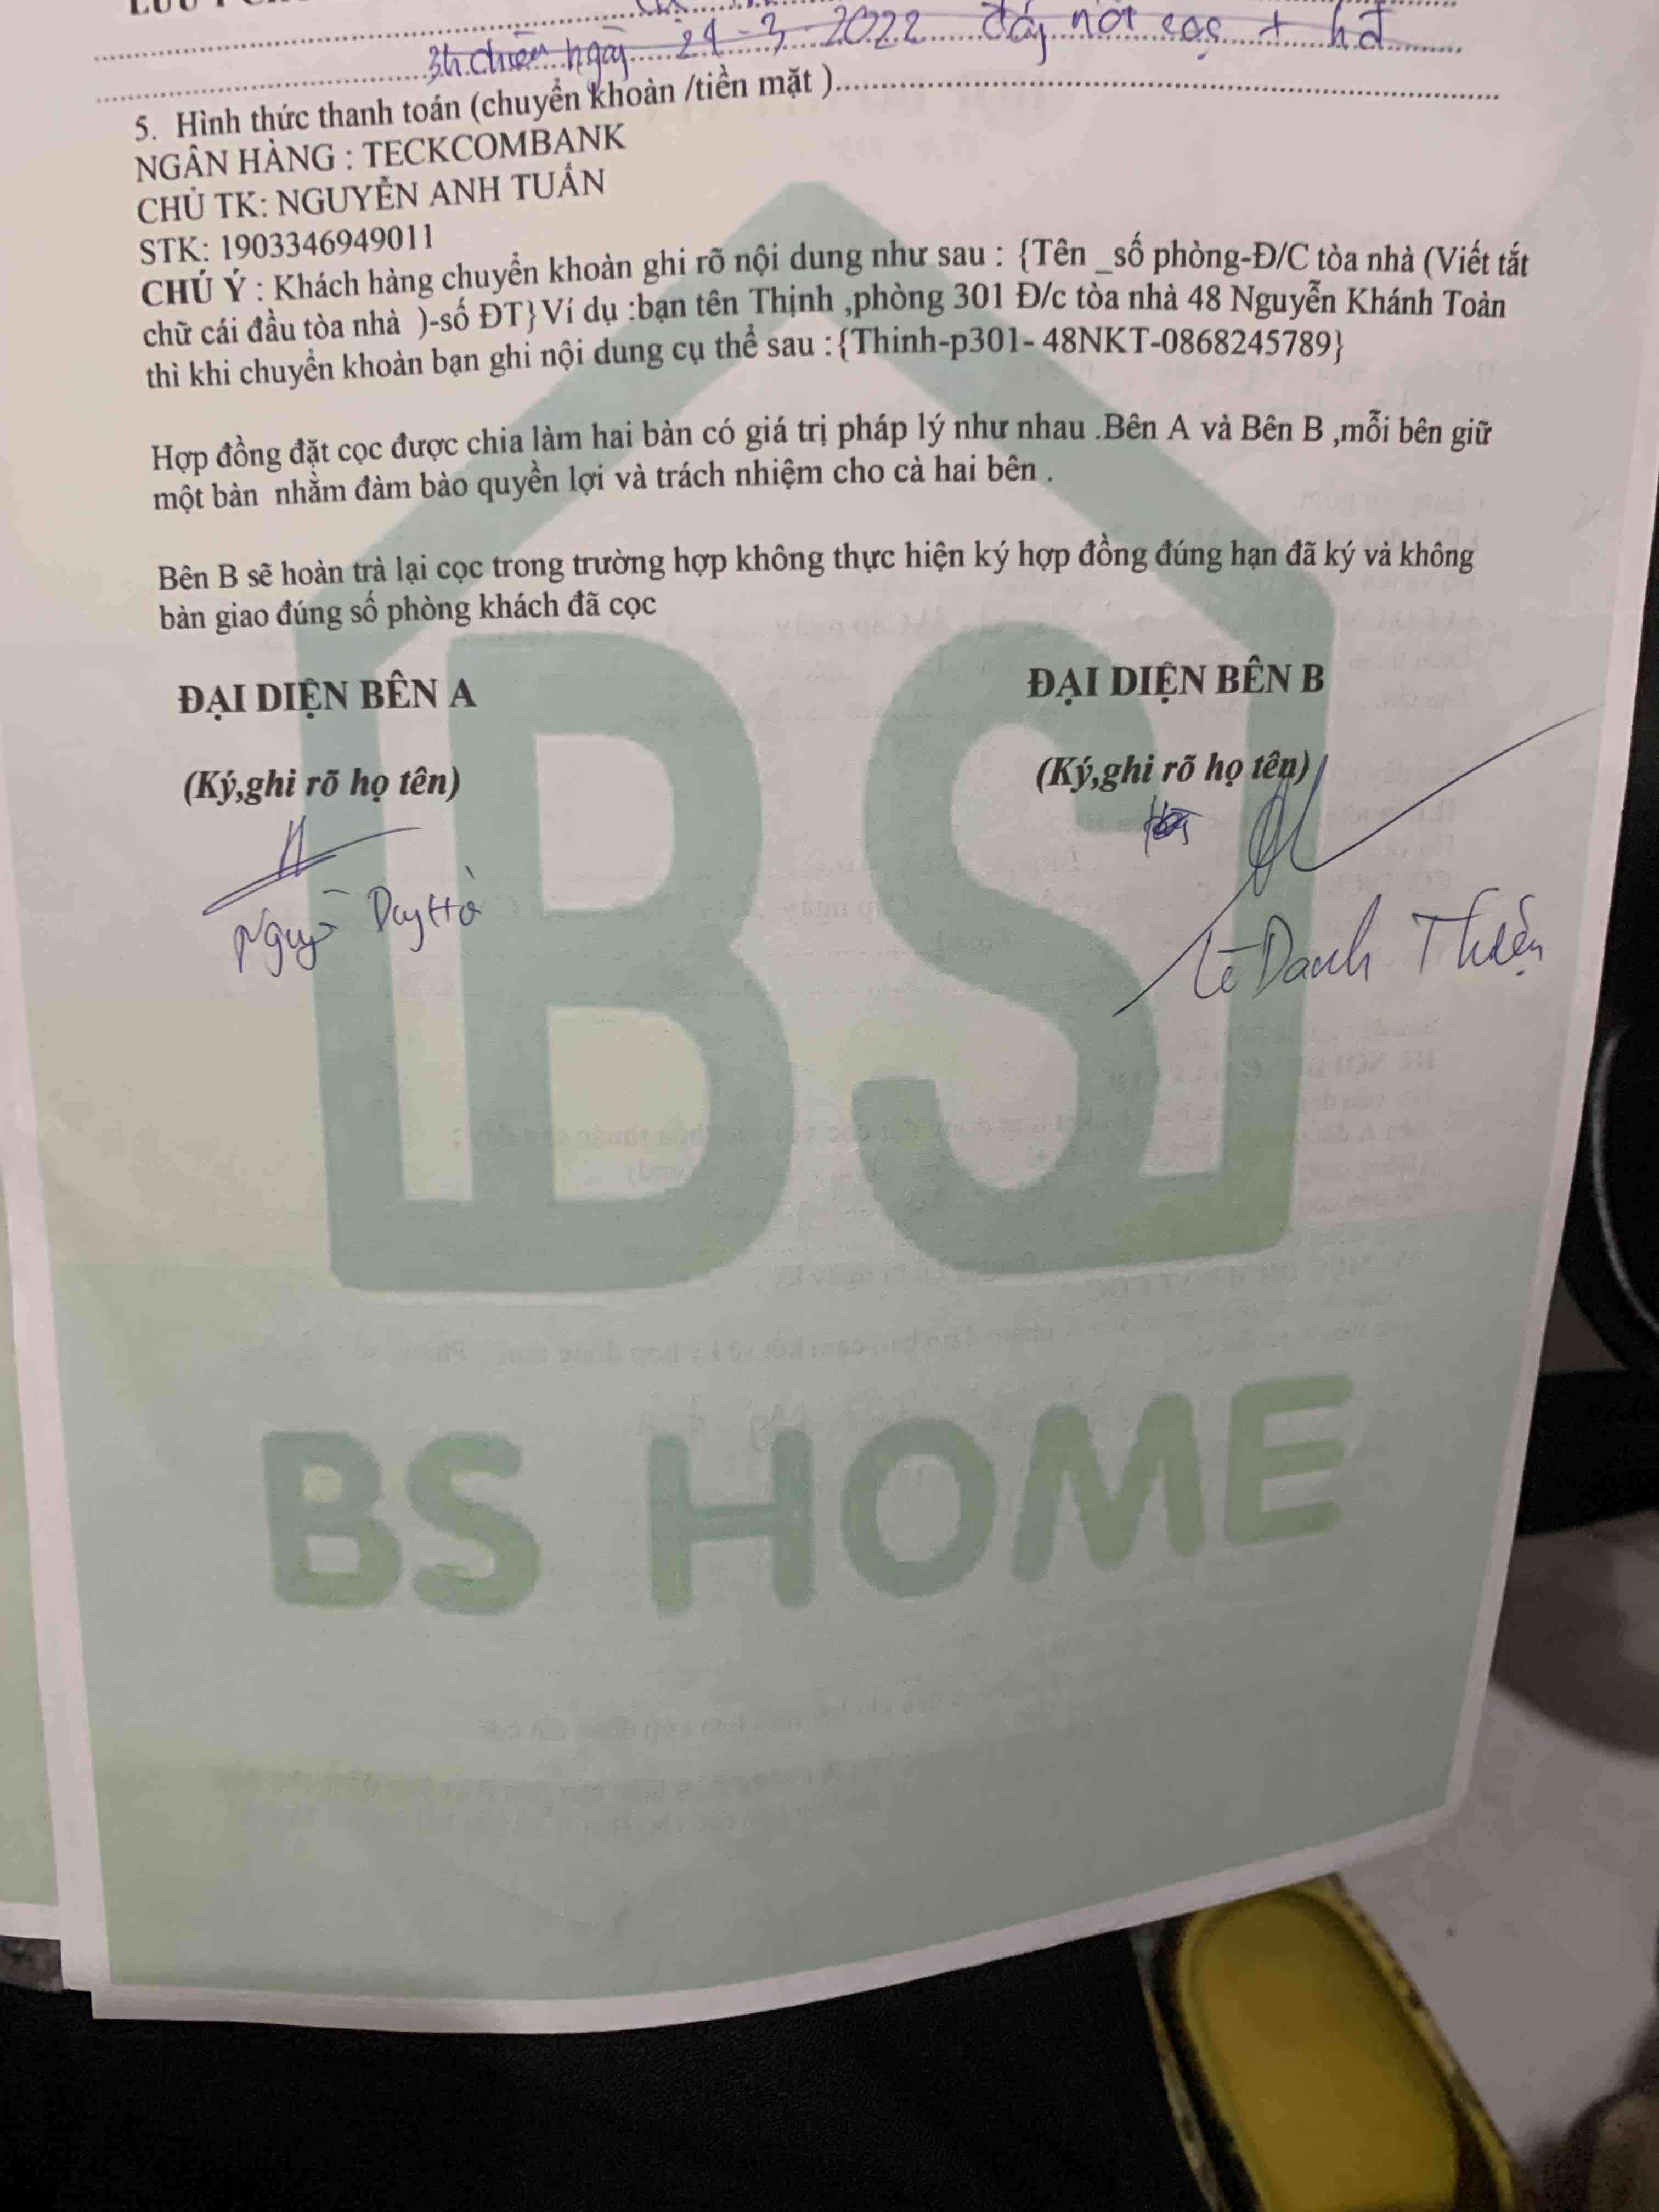 3h chiều ngày 24-3-2022 đấy nốt cọc + hđ
5. Hình thức thanh toán (chuyển khoản /tiền mặt )
NGÂN HÀNG : TECKCOMBANK
CHỦ TK: NGUYỄN ANH TUẤN
STK: 1903346949011
CHÚ Ý : Khách hàng chuyển khoản ghi rõ nội dung như sau : {Tên _số phòng-Đ/C tòa nhà (Viết tắt
chữ cái đầu tòa nhà )-số ĐT}Ví dụ :bạn tên Thịnh ,phòng 301 Đ/c tòa nhà 48 Nguyễn Khánh Toàn
thì khi chuyển khoản bạn ghi nội dung cụ thể sau :{Thinh-p301- 48NKT-0868245789}
Hợp đồng đặt cọc được chia làm hai bản có giá trị pháp lý như nhau .Bên A và Bên B ,mỗi bên giữ
một bản nhằm đảm bảo quyền lợi và trách nhiệm cho cả hai bên .
Bên B sẽ hoàn trả lại cọc trong trường hợp không thực hiện ký hợp đồng đúng hạn đã ký và không
bàn giao đúng số phòng khách đã cọc
ĐẠI DIỆN BÊN A
ĐẠI DIỆN BÊN B
(Ký,ghi rõ họ tên)
(Ký,ghi rõ họ tên)
Duy Hà
Lê Danh Thiện
BS
BS HOME